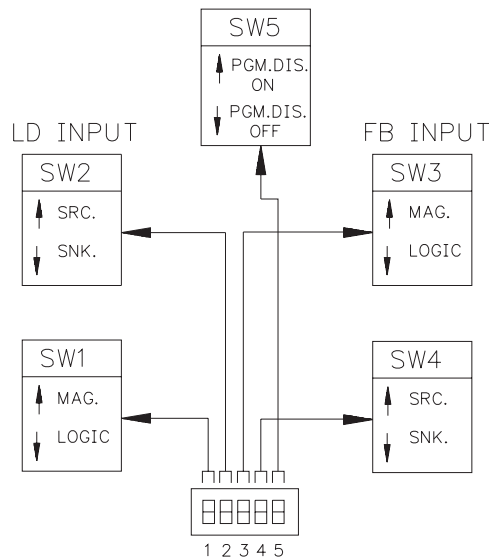 SW5
PGM.DIS.
ON
PGM.DIS.
OFF
LD INPUT
SW2
SRC.
SNK.
FB INPUT
SW3
MAG.
LOGIC
SW1
MAG.
LOGIC
SW4
SRC.
SNK.
1 2 3 4 5